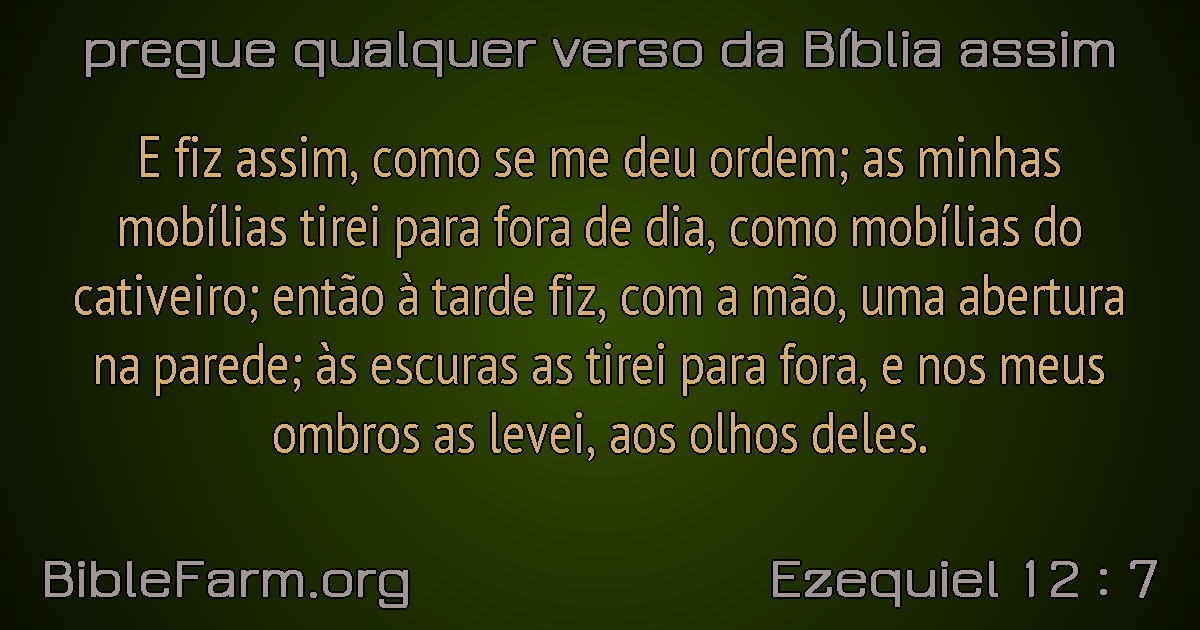 pregue qualquer verso da Bíblia assim
E fiz assim, como se me deu ordem; as minhas
mobílias tirei para fora de dia, como mobílias do
cativeiro; então à tarde fiz, com a mão, uma abertura
na parede; às escuras as tirei para fora, e nos meus
ombros as levei, aos olhos deles.
BibleFarm.org
Ezequiel 12 : 7